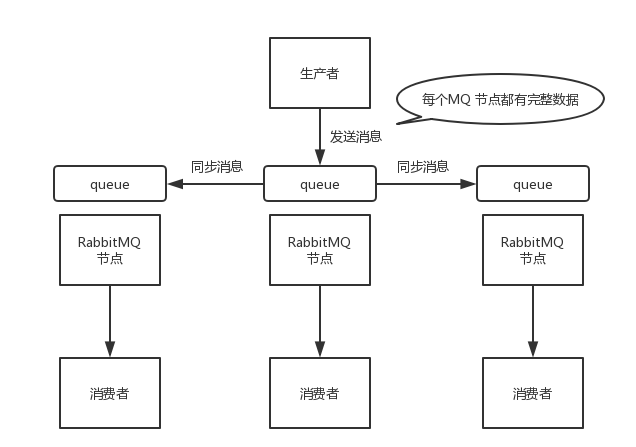 生产者
每个MQ 节点都有完整数据
发送消息
同步消息
同步消息
queue
queue
queue
RabbitMQ
节点
RabbitMQ
节点
RabbitMQ
节点
消费者
消费者
消费者